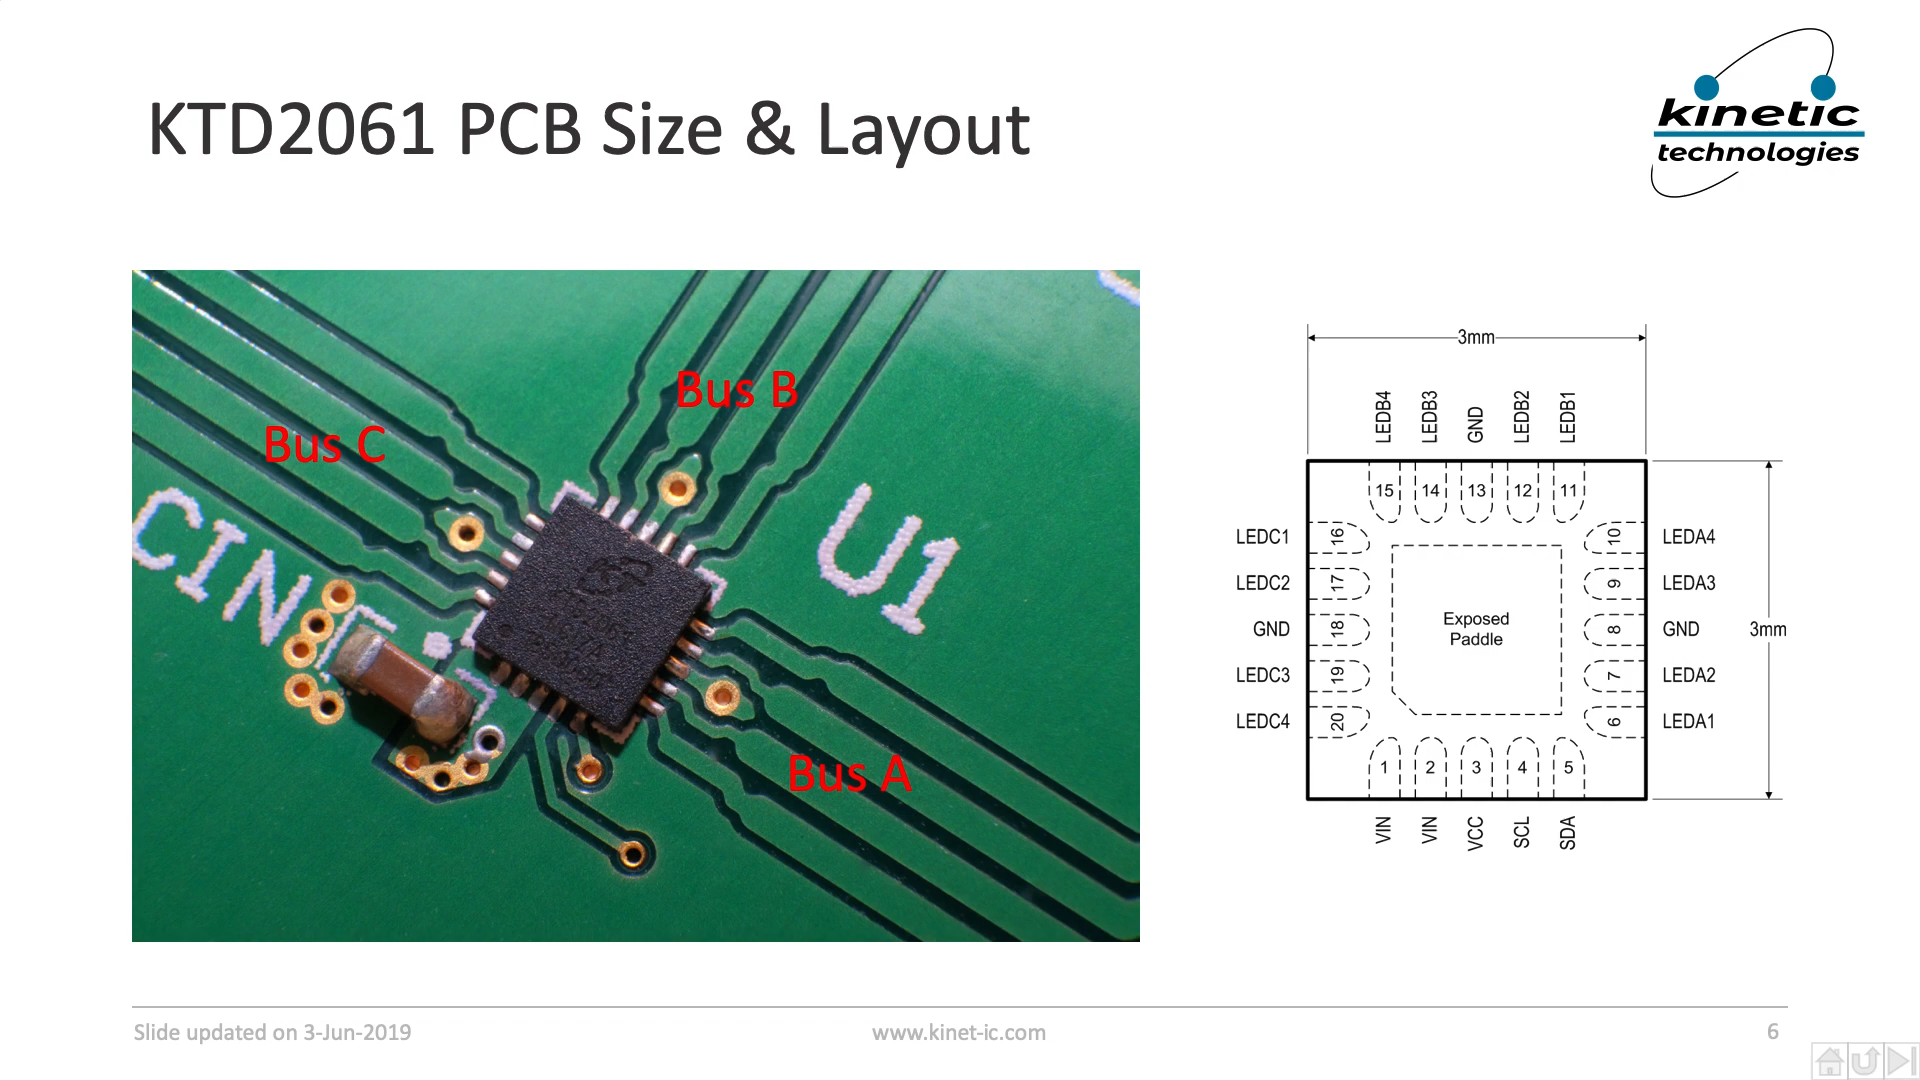 KTD2061 PCB Size & Layout
kinetic
technologies
Bus B
Bus C
CIN
U1
Bus A
3mm
LEDB4
LEDB3
GND
LEDB2
LEDB1
15
14
13
12
11
LEDC1
16
10
LEDA4
LEDC2
17
9
LEDA3
GND
18
Exposed
Paddle
8
GND
3mm
LEDC3
19
7
LEDA2
LEDC4
20
6
LEDA1
1
2
3
4
5
VIN
VIN
VCC
SCL
SDA
Slide updated on 3-Jun-2019
www.kinet-ic.com
6